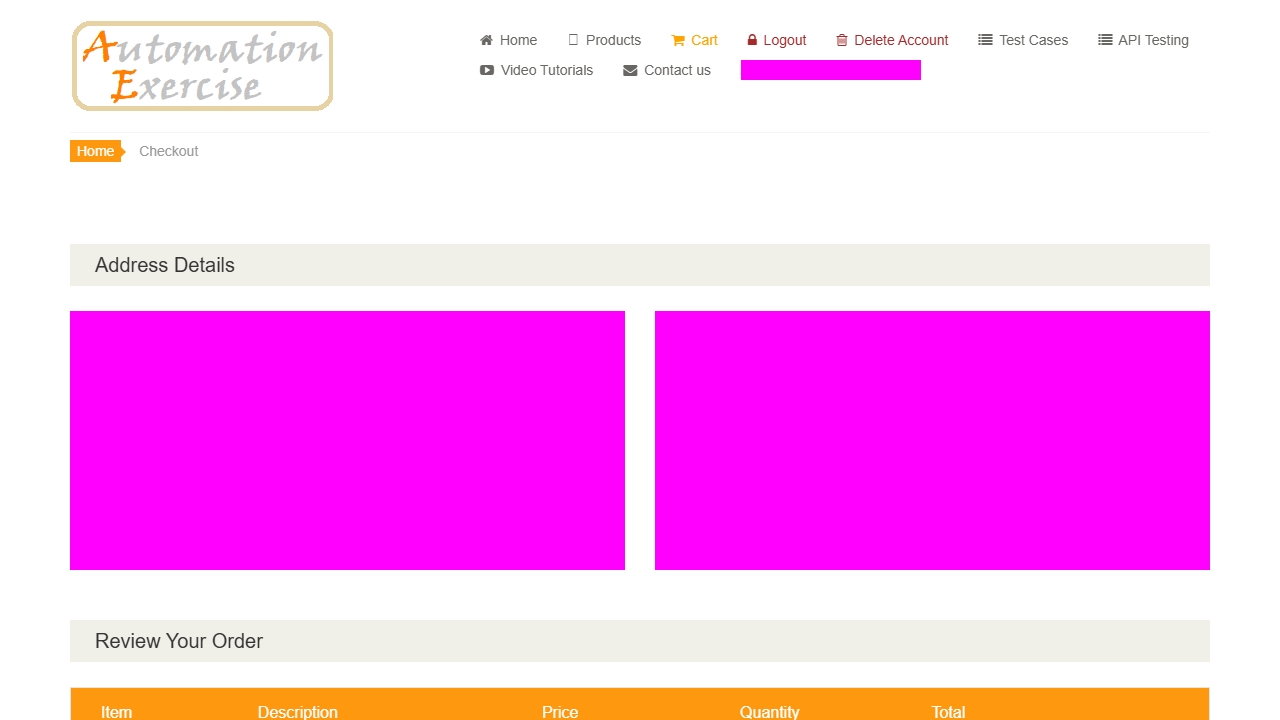 Automation
Exercise
Home Products Cart Logout Delete Account Test Cases API Testing
Video Tutorials Contact us
Home Checkout
Address Details
Review Your Order
Item Description Price Quantity Total